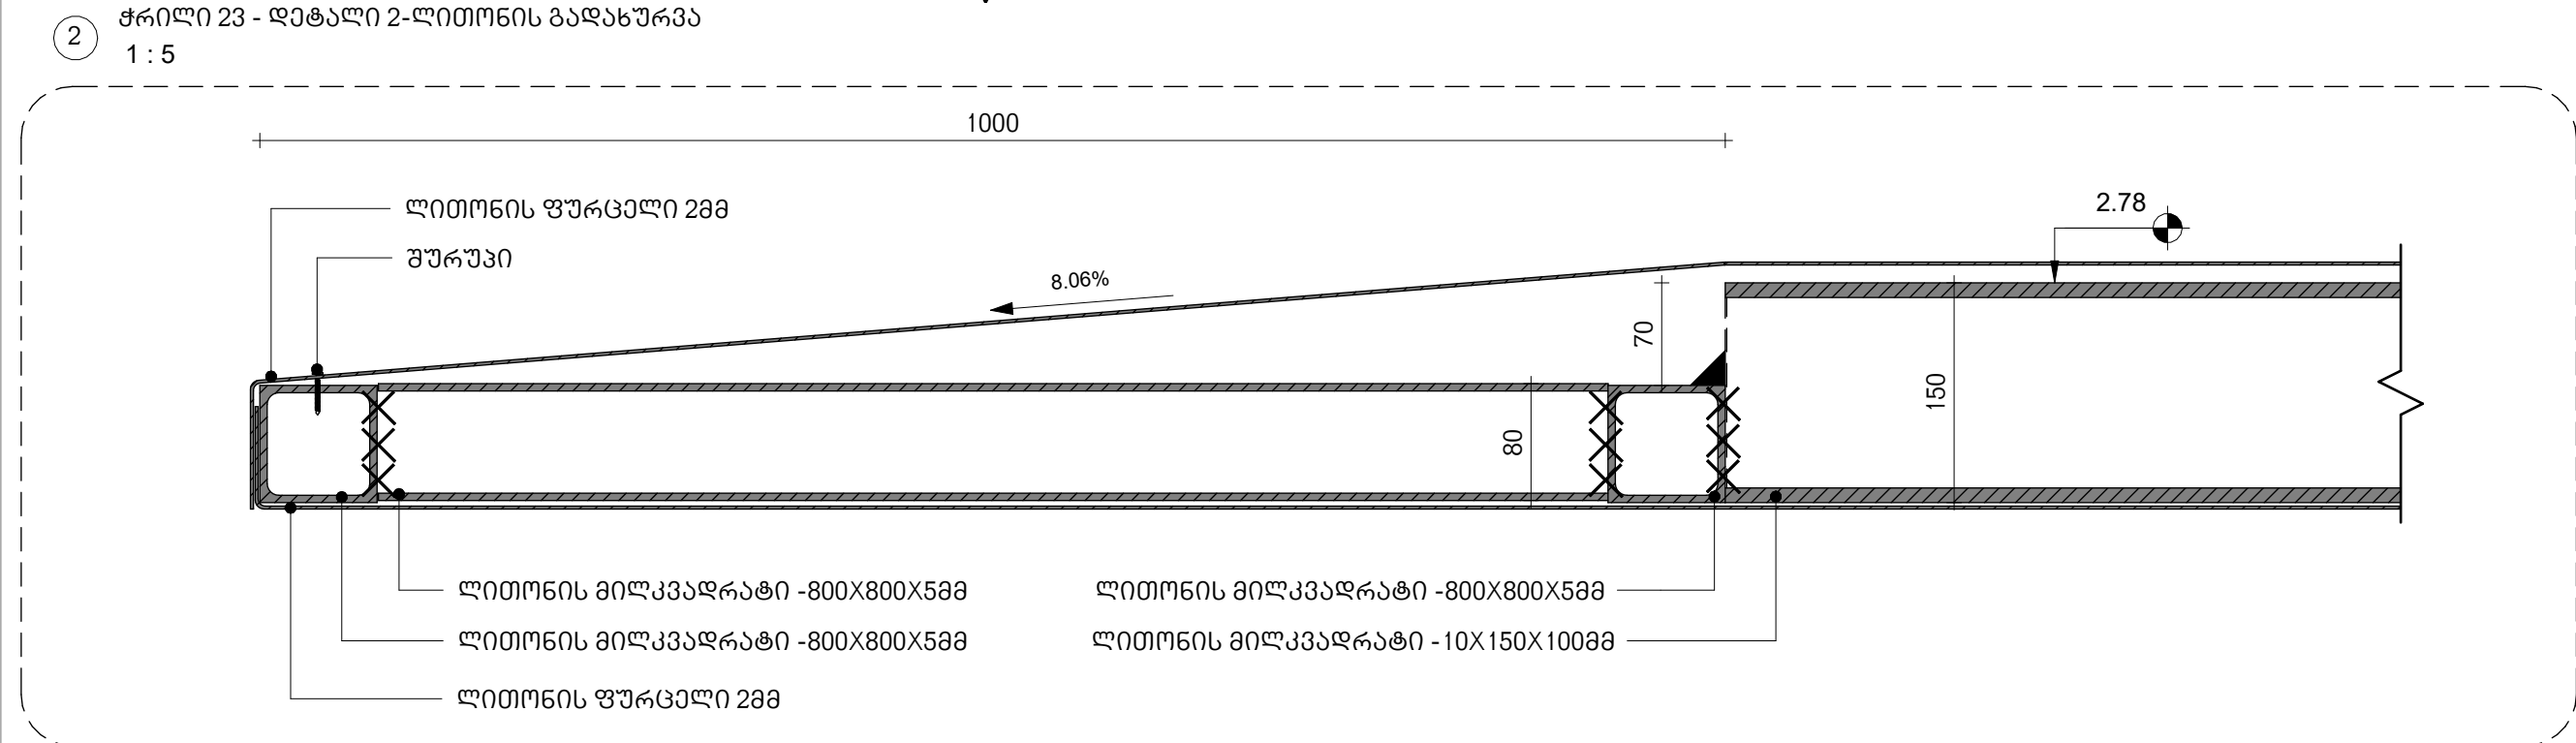 2
ჭრილი 23 - დეტალი 2-ლითონის გადახურვა
1 : 5
1000
ლითონის ფურცელი 2მმ
2.78
შურუპი
8.06%
70
150
80
ლითონის მილკვადრატი -800X800X5მმ
ლითონის მილკვადრატი -800X800X5მმ
ლითონის მილკვადრატი -800X800X5მმ
ლითონის მილკვადრატი -10X150X100მმ
ლითონის ფურცელი 2მმ